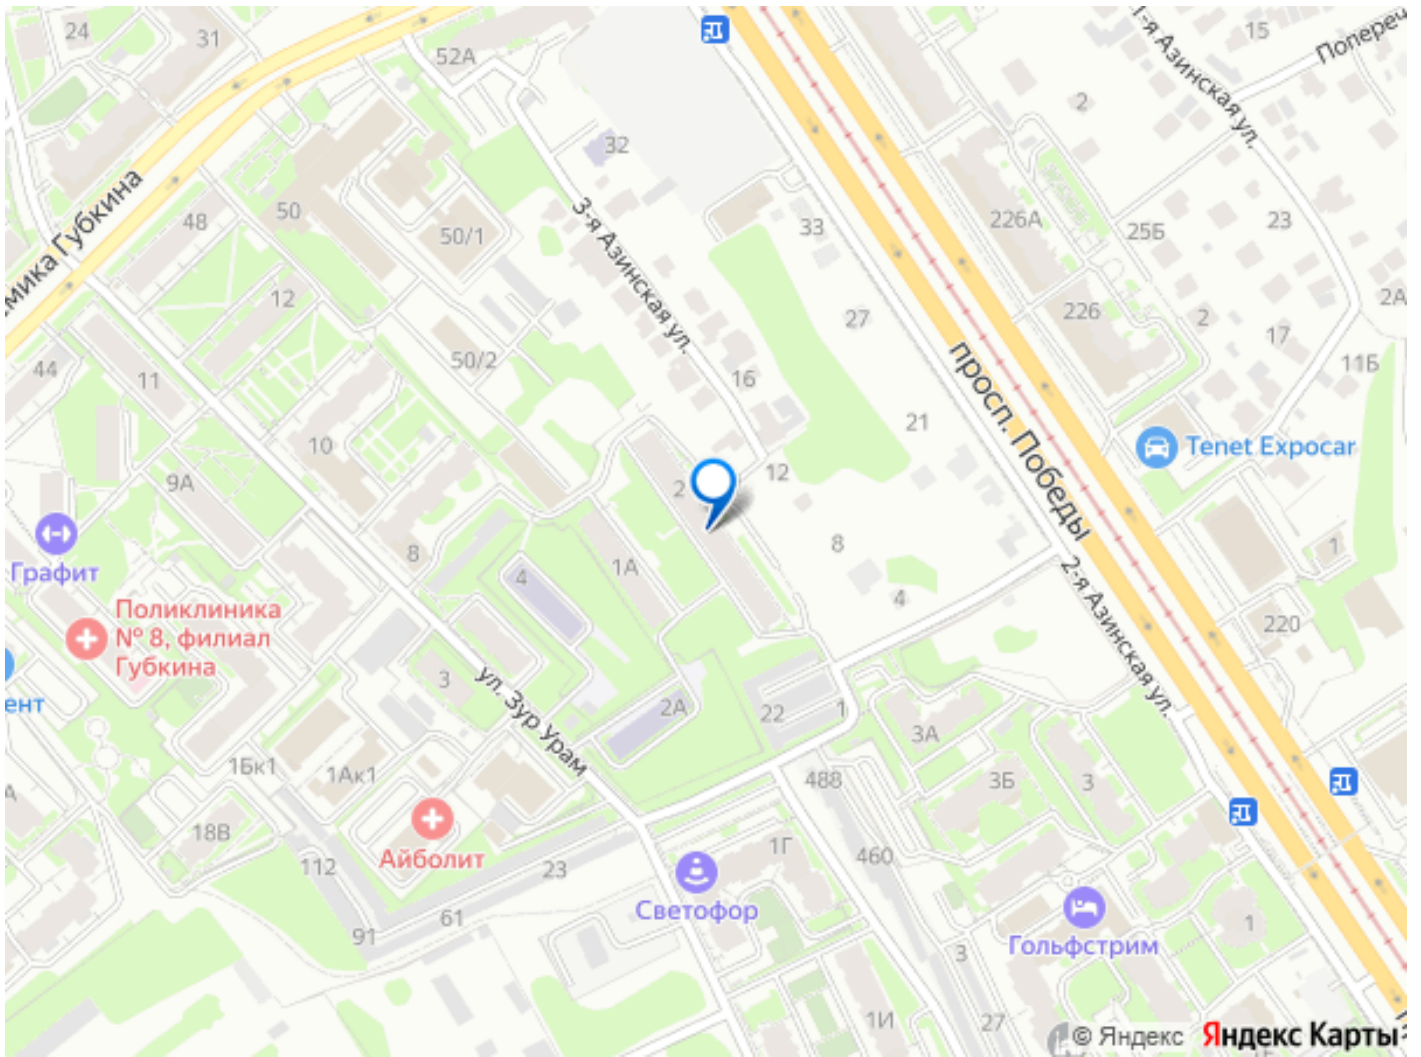 24
31
52А
1-я Азинская ул.
15
Попереч
2
32
мика Губкина
48
50
50/1
3-я Азинская ул.
33
226А
25Б
23
12
27
226
2
2А
17
11Б
44
11
50/2
16
просп. Победы
21
10
9А
2
12
Tenet Expocar
Графит
8
4
1А
8
4
2-я Азинская ул.
1
220
Поликлиника
№ 8, филиал
Губкина
ент
3
ул. Зур Урам
2А
22
1
3А
3Б
3
1Бк1
1Ак1
488
18В
Айболит
112
23
1Г
460
61
91
Светофор
Гольфстрим
1
3
1И
27
© Яндекс
Яндекс Карты